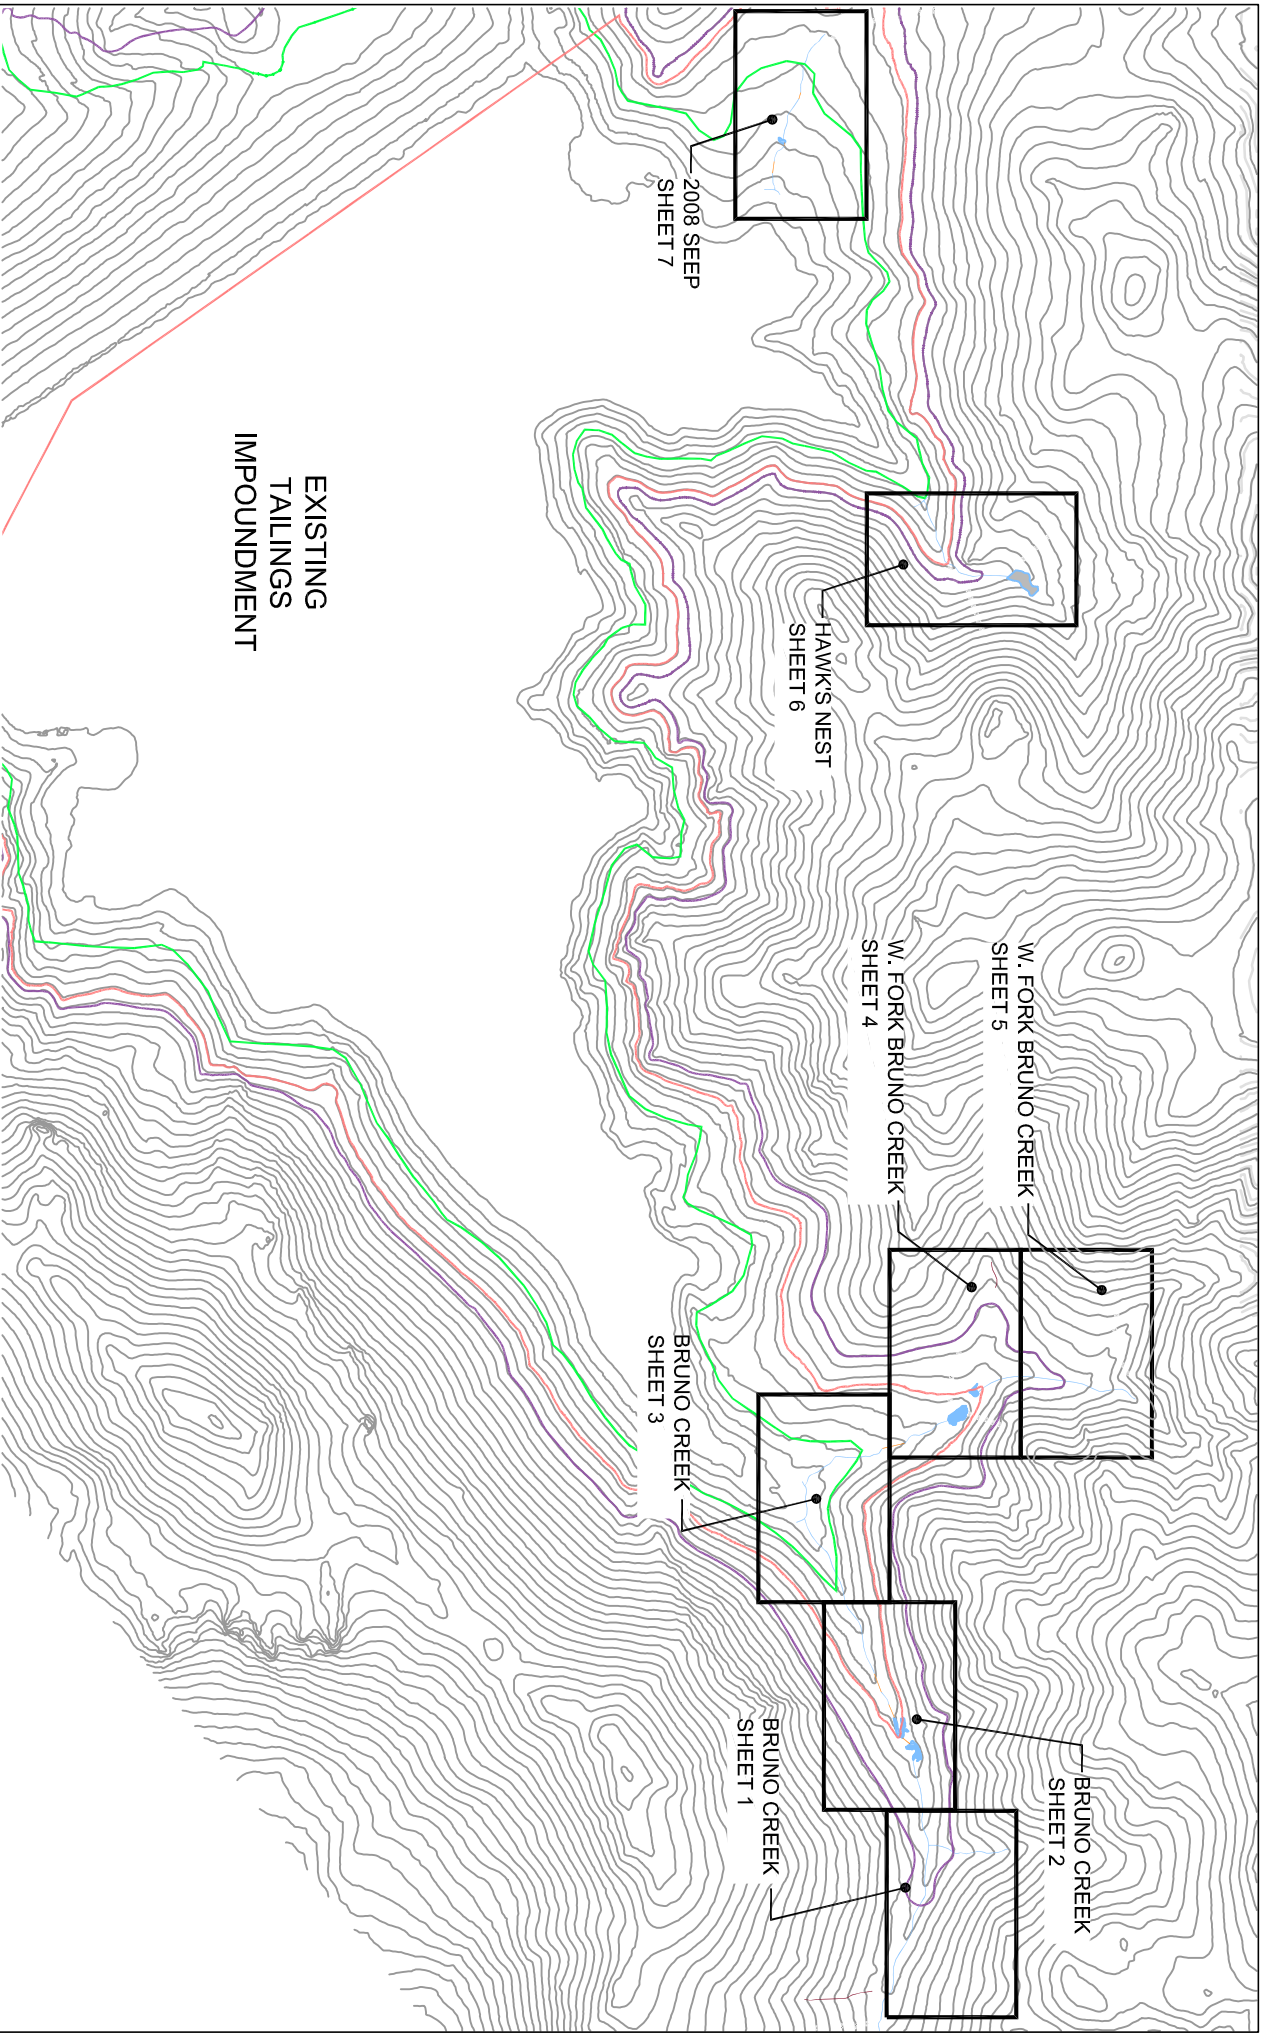 W. FORK BRUNO CREEK
SHEET 5
W. FORK BRUNO CREEK
SHEET 4
BRUNO CREEK
SHEET 2
HAWK'S NEST
SHEET 6
BRUNO CREEK
SHEET 1
2008 SEEP
SHEET 7
BRUNO CREEK
SHEET 3
EXISTING
TAILINGS
IMPOUNDMENT